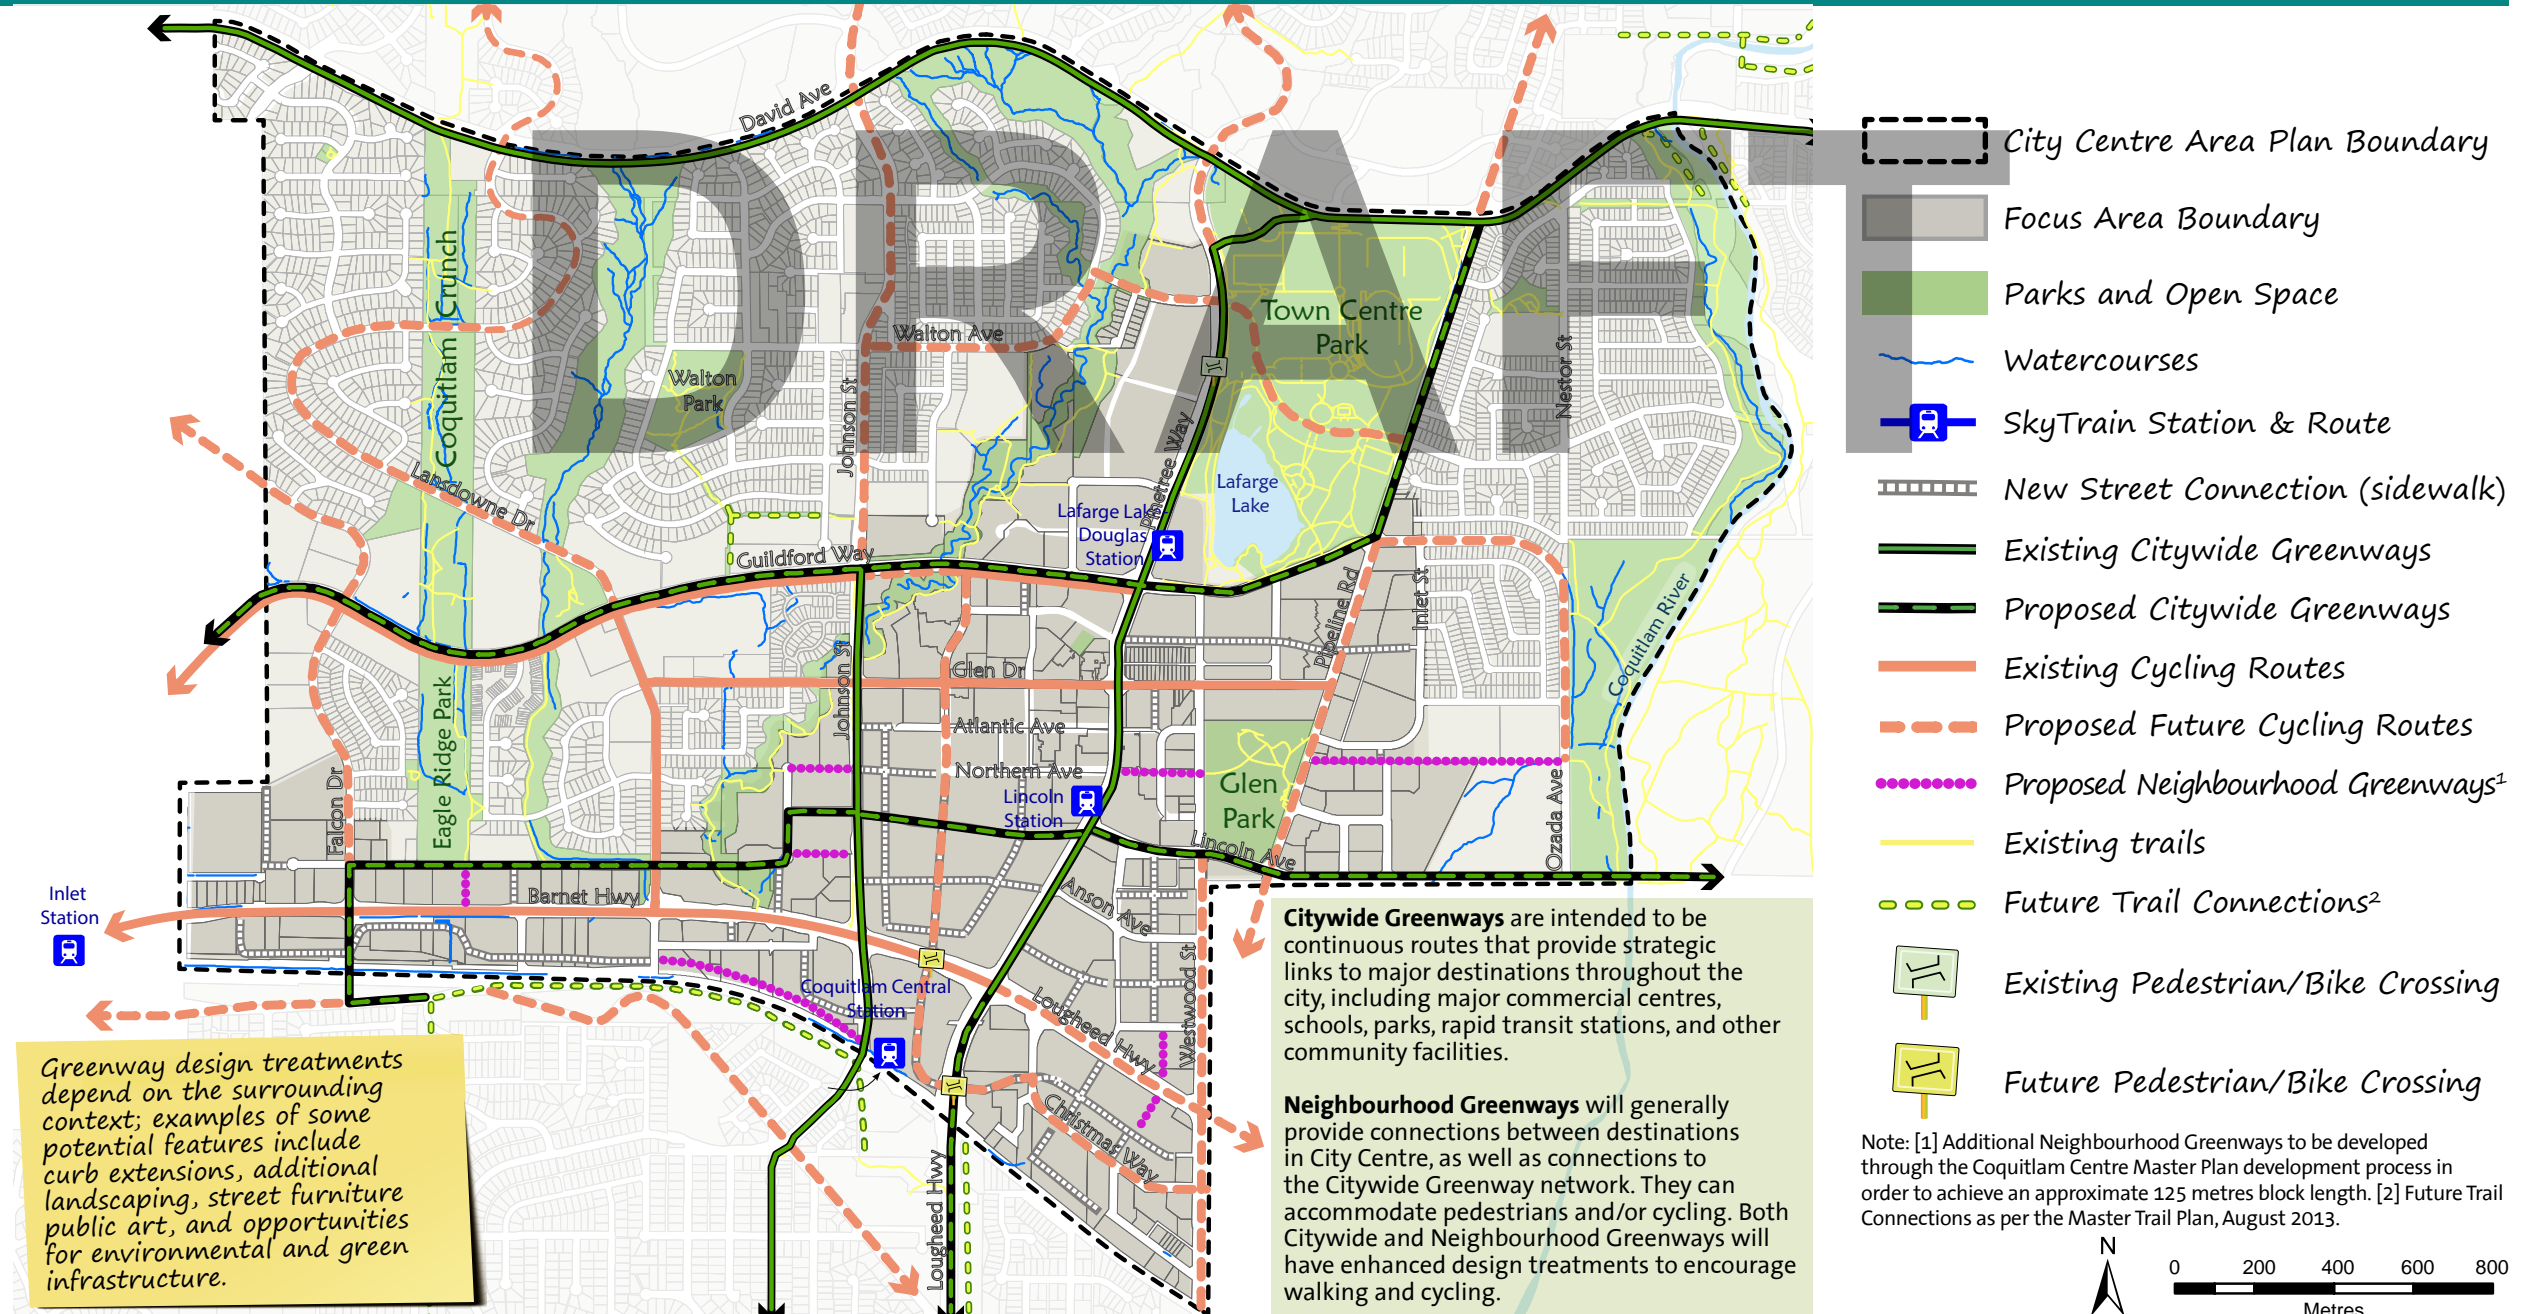 DRAFT
David Ave
Coquitlam Crunch
Walton Ave
Walton
Park
Johnson St
Town Centre
Park
Nestor St
Pinetree Way
Lafarge
Lake
Lansdowne Dr
Lafarge Lake
Douglas
Station
Guildford Way
Pipeline Rd
Inlet St
Coquitlam River
Johnson St
Glen Dr
Atlantic Ave
Northern Ave
Lincoln
Station
Glen
Park
Lincoln Ave
Eagle Ridge Park
Falcon Dr
Ozada Ave
Barnet Hwy
Anson Ave
Inlet
Station
Coquitlam Central
Station
Lougheed Hwy
Westwood St
Christmas Way
Lougheed Hwy
Greenway design treatments
depend on the surrounding
context; examples of some
potential features include
curb extensions, additional
landscaping, street furniture
public art, and opportunities
for environmental and green
infrastructure.
Citywide Greenways are intended to be
continuous routes that provide strategic
links to major destinations throughout the
city, including major commercial centres,
schools, parks, rapid transit stations, and other
community facilities.
Neighbourhood Greenways will generally
provide connections between destinations
in City Centre, as well as connections to
the Citywide Greenway network. They can
accommodate pedestrians and/or cycling. Both
Citywide and Neighbourhood Greenways will
have enhanced design treatments to encourage
walking and cycling.
City Centre Area Plan Boundary
Focus Area Boundary
Parks and Open Space
Watercourses
SkyTrain Station & Route
New Street Connection (sidewalk)
Existing Citywide Greenways
Proposed Citywide Greenways
Existing Cycling Routes
Proposed Future Cycling Routes
Proposed Neighbourhood Greenways¹
Existing trails
Future Trail Connections²
Existing Pedestrian/Bike Crossing
Future Pedestrian/Bike Crossing
Note: [1] Additional Neighbourhood Greenways to be developed
through the Coquitlam Centre Master Plan development process in
order to achieve an approximate 125 metres block length. [2] Future Trail
Connections as per the Master Trail Plan, August 2013.
N
0 200 400 600 800
Metres